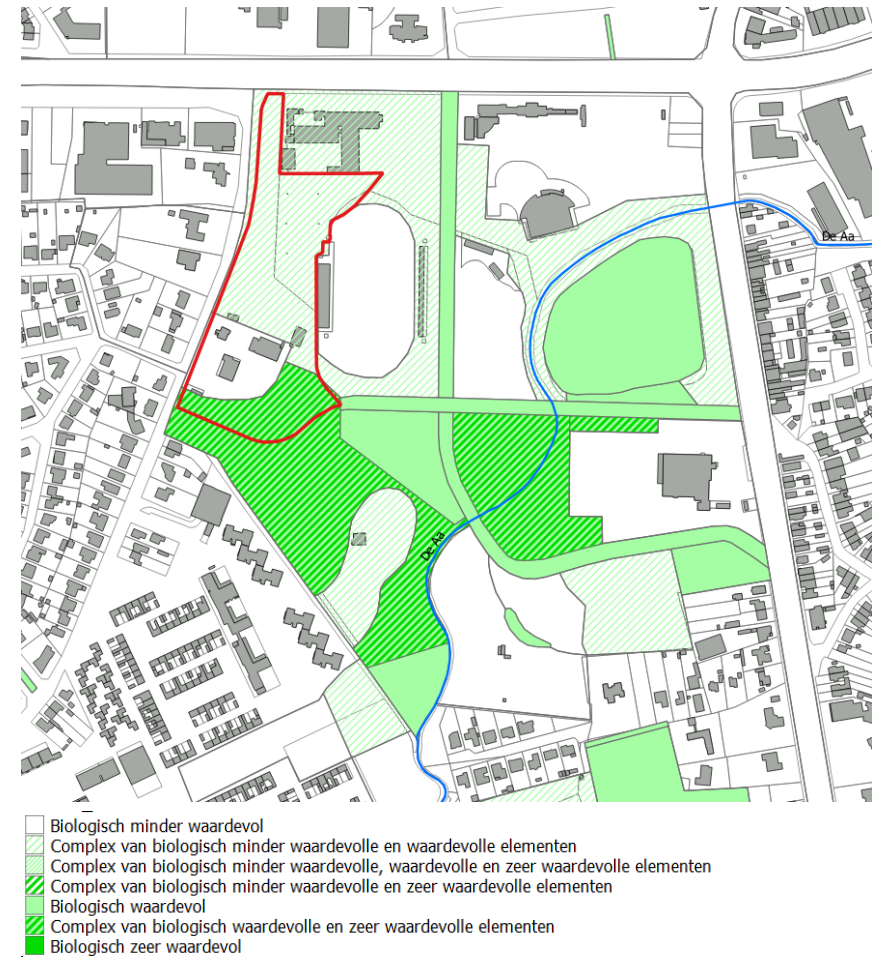 De Aa
De Aa
Biologisch minder waardevol
Complex van biologisch minder waardevolle en waardevolle elementen
Complex van biologisch minder waardevolle, waardevolle en zeer waardevolle elementen
Complex van biologisch minder waardevolle en zeer waardevolle elementen
Biologisch waardevol
Complex van biologisch waardevolle en zeer waardevolle elementen
Biologisch zeer waardevol